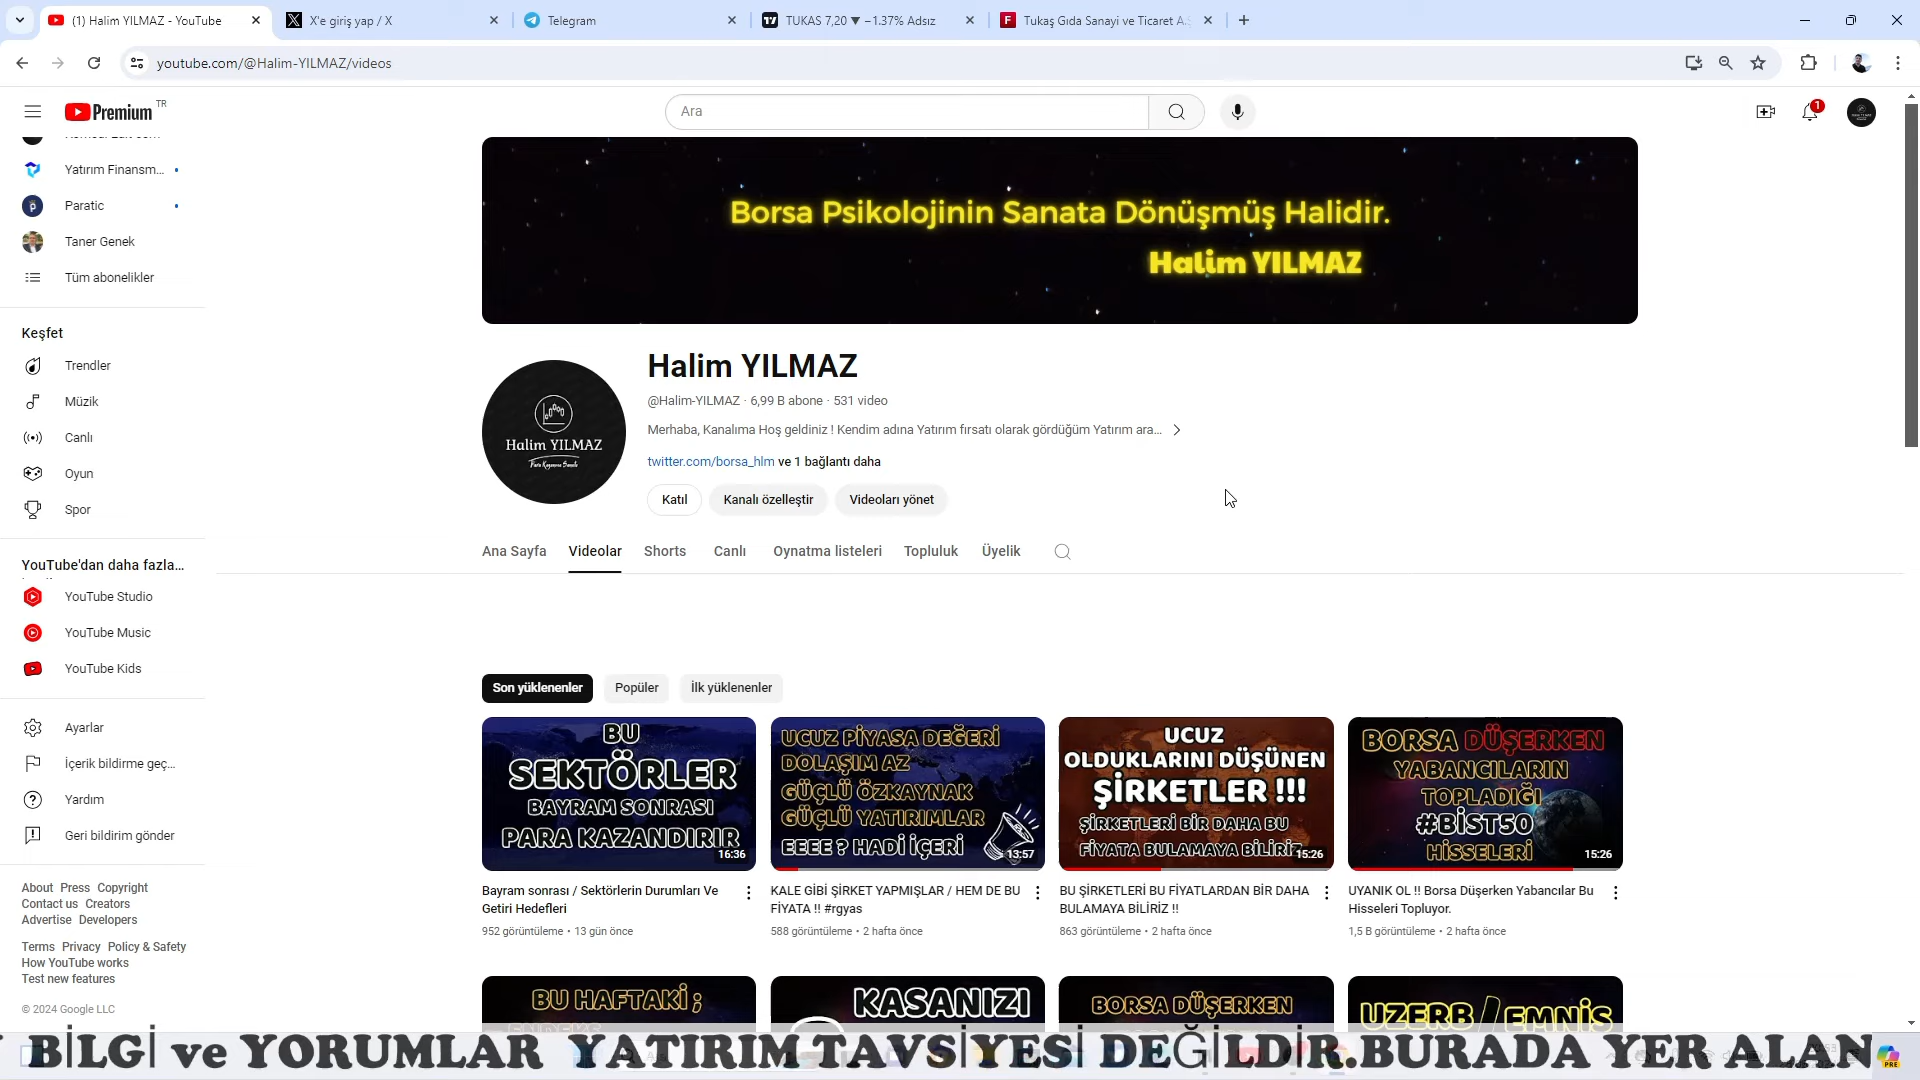 (1) Halim YILMAZ - YouTube
X'e giriş yap / X
Telegram
TUKAS 7,20 ▼ −1.37% Adsız
Tukaş Gıda Sanayi ve Ticaret A.Ş
youtube.com/@Halim-YILMAZ/videos
Premium TR
Ara
1
Yatırım Finansm...
Paratic
Taner Genek
Tüm abonelikler
Keşfet
Trendler
Müzik
Canlı
Oyun
Spor
YouTube'dan daha fazla...
YouTube Studio
YouTube Music
YouTube Kids
Ayarlar
İçerik bildirme geç...
Yardım
Geri bildirim gönder
About Press Copyright
Contact us Creators
Advertise Developers
Terms Privacy Policy & Safety
How YouTube works
Test new features
© 2024 Google LLC
Borsa Psikolojinin Sanata Dönüşmüş Halidir.
Halim YILMAZ
Halim YILMAZ
Halim YILMAZ
@Halim-YILMAZ · 6,99 B abone · 531 video
Merhaba, Kanalıma Hoş geldiniz ! Kendim adına Yatırım fırsatı olarak gördüğüm Yatırım ara...
twitter.com/borsa_hlm ve 1 bağlantı daha
Katıl
Kanalı özelleştir
Videoları yönet
Ana Sayfa
Videolar
Shorts
Canlı
Oynatma listeleri
Topluluk
Üyelik
Son yüklenenler
Popüler
İlk yüklenenler
BU
SEKTÖRLER
BAYRAM SONRASI
PARA KAZANDIRIR
16:36
Bayram sonrası / Sektörlerin Durumları Ve
Getiri Hedefleri
952 görüntüleme • 13 gün önce
UCUZ PİYASA DEĞERİ
DOLAŞIM AZ
GÜÇLÜ ÖZKAYNAK
GÜÇLÜ YATIRIMLAR
EEEE ? HADİ İÇERİ
13:57
KALE GİBİ ŞİRKET YAPMIŞLAR / HEM DE BU
FİYATA !! #rgyas
588 görüntüleme • 2 hafta önce
UCUZ
OLDUKLARINI DÜŞÜNEN
ŞİRKETLER !!!
ŞİRKETLERİ BİR DAHA BU
FİYATA BULAMAYA BİLİRİZ
15:26
BU ŞİRKETLERİ BU FİYATLARDAN BİR DAHA
BULAMAYA BİLİRİZ !!
863 görüntüleme • 2 hafta önce
BORSA DÜŞERKEN
YABANCILARIN
TOPLADIĞI
#BİST50
HİSSELERİ
15:26
UYANIK OL !! Borsa Düşerken Yabancılar Bu
Hisseleri Topluyor.
1,5 B görüntüleme • 2 hafta önce
BU HAFTAKİ ;
ENDEKS
KASANIZI
BORSA DÜŞERKEN
UZERB / EMNİS
BİLGİ ve YORUMLAR YATIRIM TAVSİYESİ DEĞİLDİR.BURADA YER ALAN